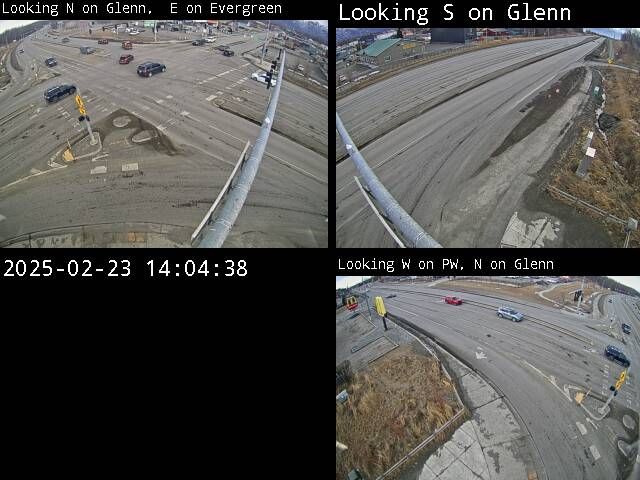 Looking N on Glenn,  E on Evergreen
Looking S on Glenn
2025-02-23 14:04:38
Looking W on PW, N on Glenn